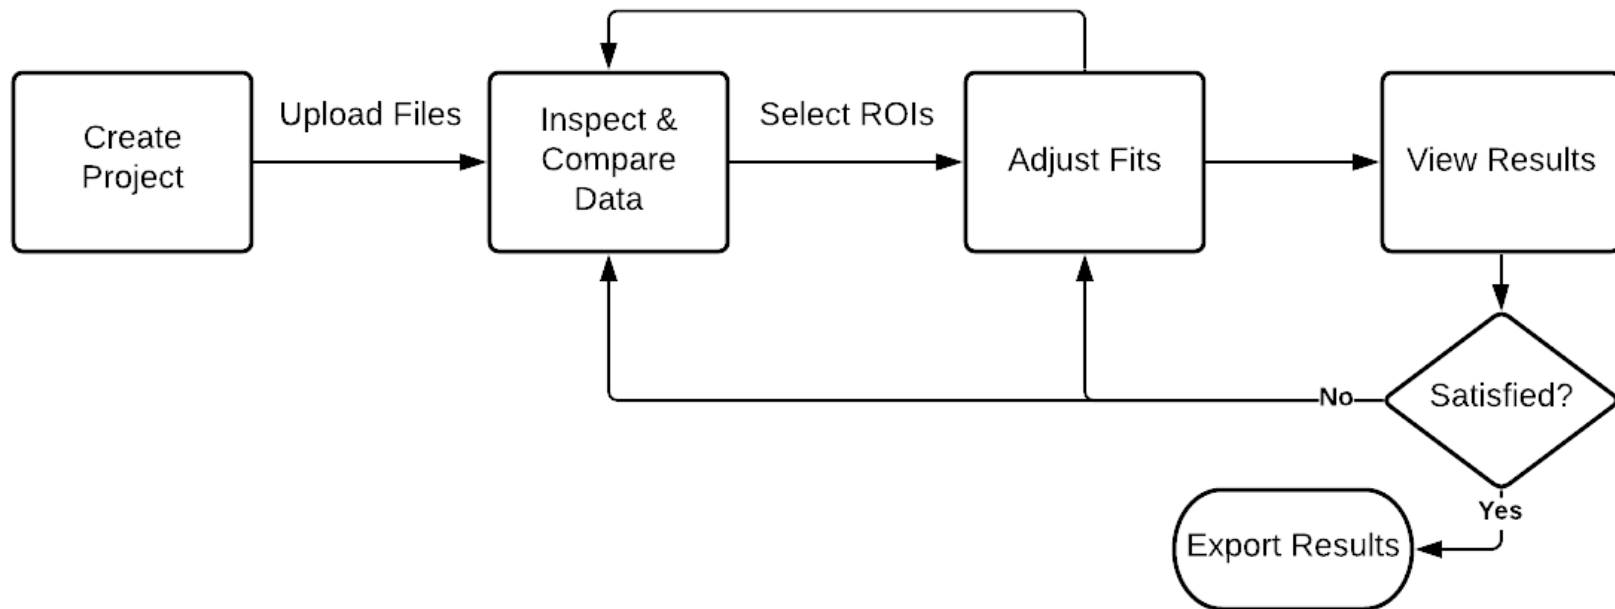 Create
Project
Upload Files
Inspect &
Compare
Data
Select ROIs
Adjust Fits
View Results
No
Satisfied?
Yes
Export Results